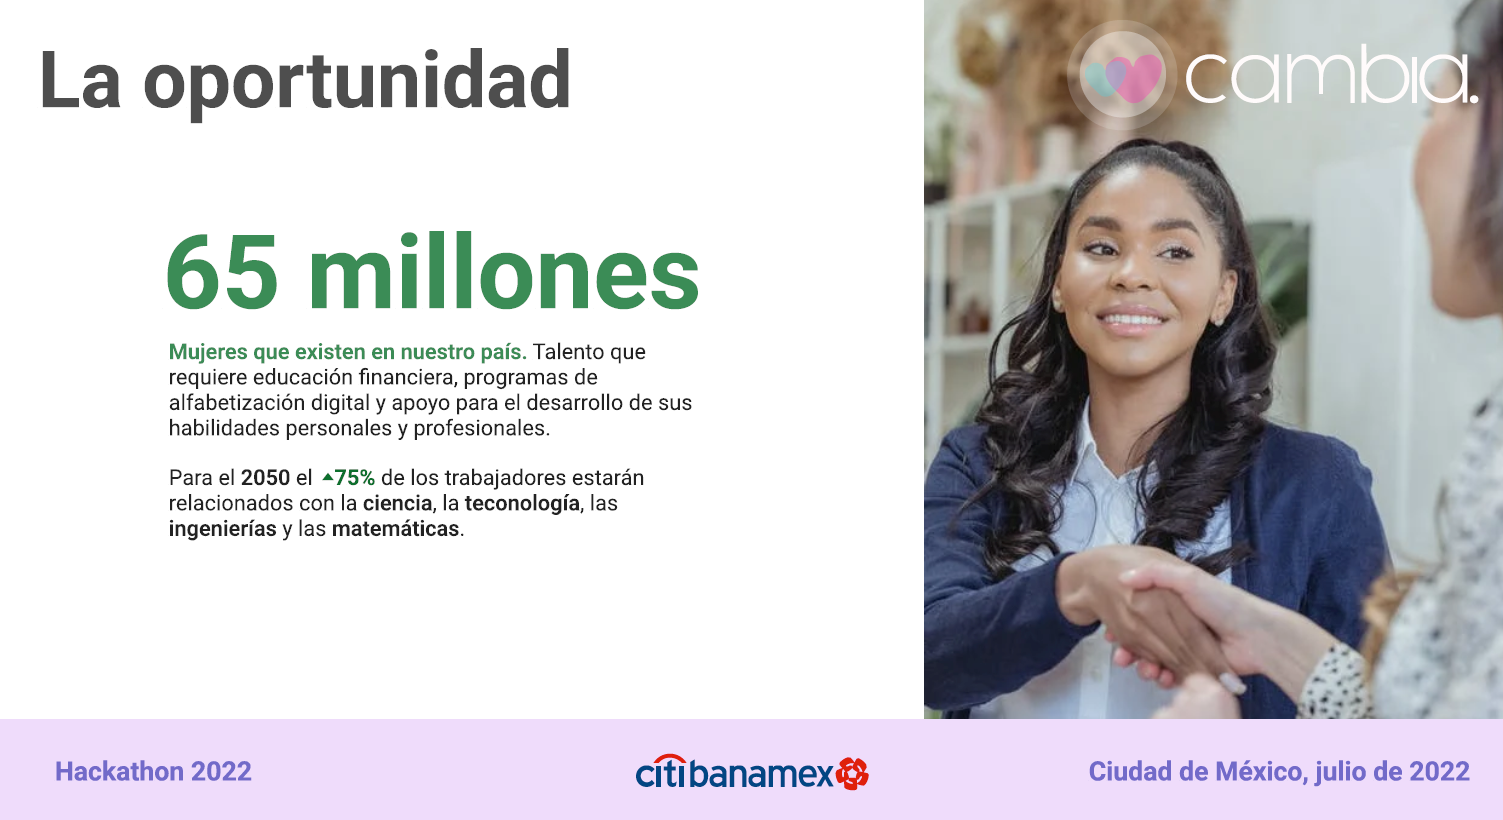 La oportunidad
cambia.
65 millones
Mujeres que existen en nuestro país. Talento que
requiere educación financiera, programas de
alfabetización digital y apoyo para el desarrollo de sus
habilidades personales y profesionales.
Para el 2050 el ▲75% de los trabajadores estarán
relacionados con la ciencia, la teconología, las
ingenierías y las matemáticas.
Hackathon 2022
citibanamex
Ciudad de México, julio de 2022